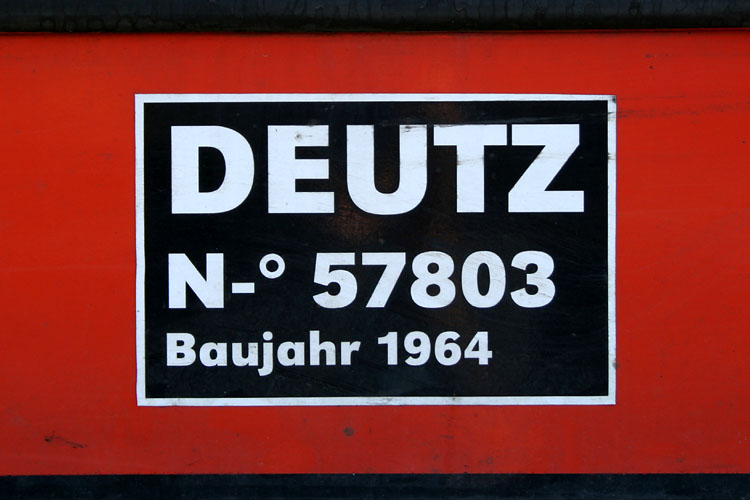 DEUTZ
N-° 57803
Baujahr 1964